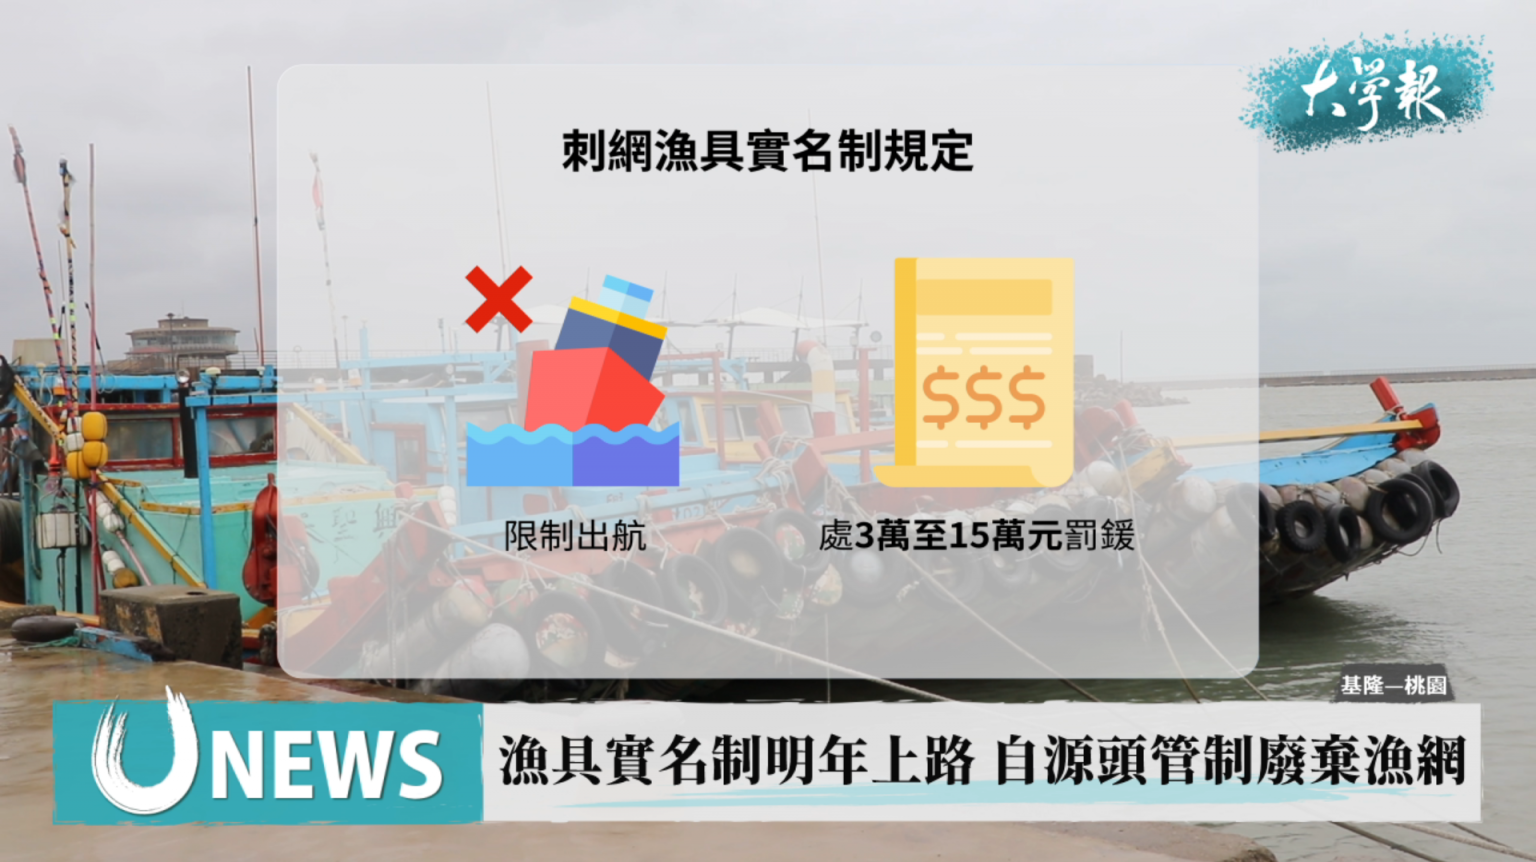 大学報
刺網漁具實名制規定
$$$
限制出航
處3萬至15萬元罰鍰
基隆—桃園
UNEWS
漁具實名制明年上路 自源頭管制廢棄漁網